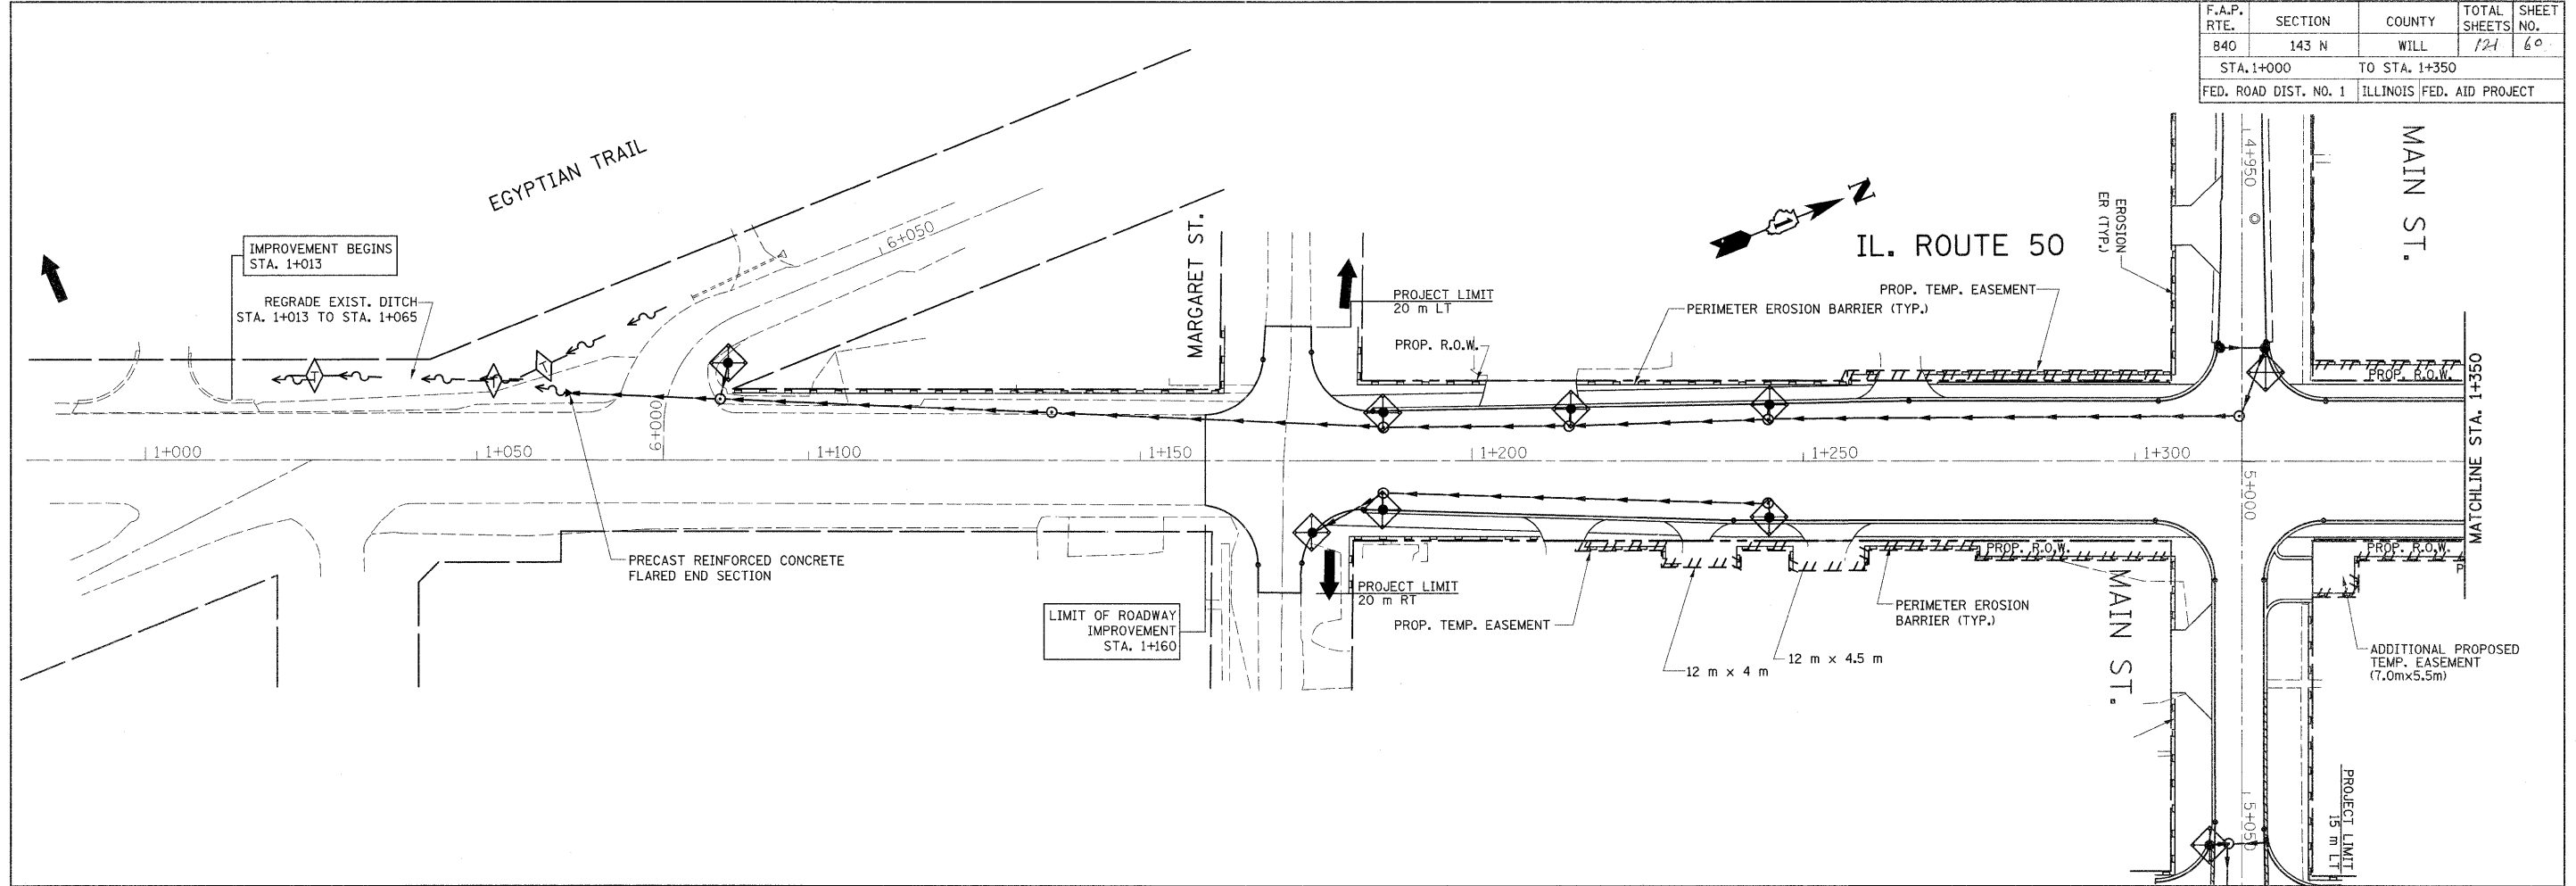 F.A.P. RTE. SECTION COUNTY TOTAL SHEETS SHEET NO.
840 143 N WILL 121 60
STA. 1+000 TO STA. 1+350
FED. ROAD DIST. NO. 1 ILLINOIS FED. AID PROJECT
EGYPTIAN TRAIL
6+050
IMPROVEMENT BEGINS
STA. 1+013
REGRADE EXIST. DITCH
STA. 1+013 TO STA. 1+065
MARGARET ST.
PROJECT LIMIT
20 m LT
PROP. R.O.W.
PERIMETER EROSION BARRIER (TYP.)
1
N
IL. ROUTE 50
PROP. TEMP. EASEMENT
EROSION
ER (TYP.)
4+950
MAIN ST.
PROP. R.O.W.
MATCHLINE STA. 1+350
T
T
T
6+000
1+000
1+050
1+100
1+150
1+200
1+250
1+300
5+000
PRECAST REINFORCED CONCRETE
FLARED END SECTION
LIMIT OF ROADWAY
IMPROVEMENT
STA. 1+160
PROJECT LIMIT
20 m RT
PROP. TEMP. EASEMENT
12 m x 4 m
12 m x 4.5 m
PERIMETER EROSION
BARRIER (TYP.)
PROP. R.O.W.
MAIN ST.
PROP. R.O.W.
P
ADDITIONAL PROPOSED
TEMP. EASEMENT
(7.0mx5.5m)
5+050
PROJECT LIMIT
15 m LT